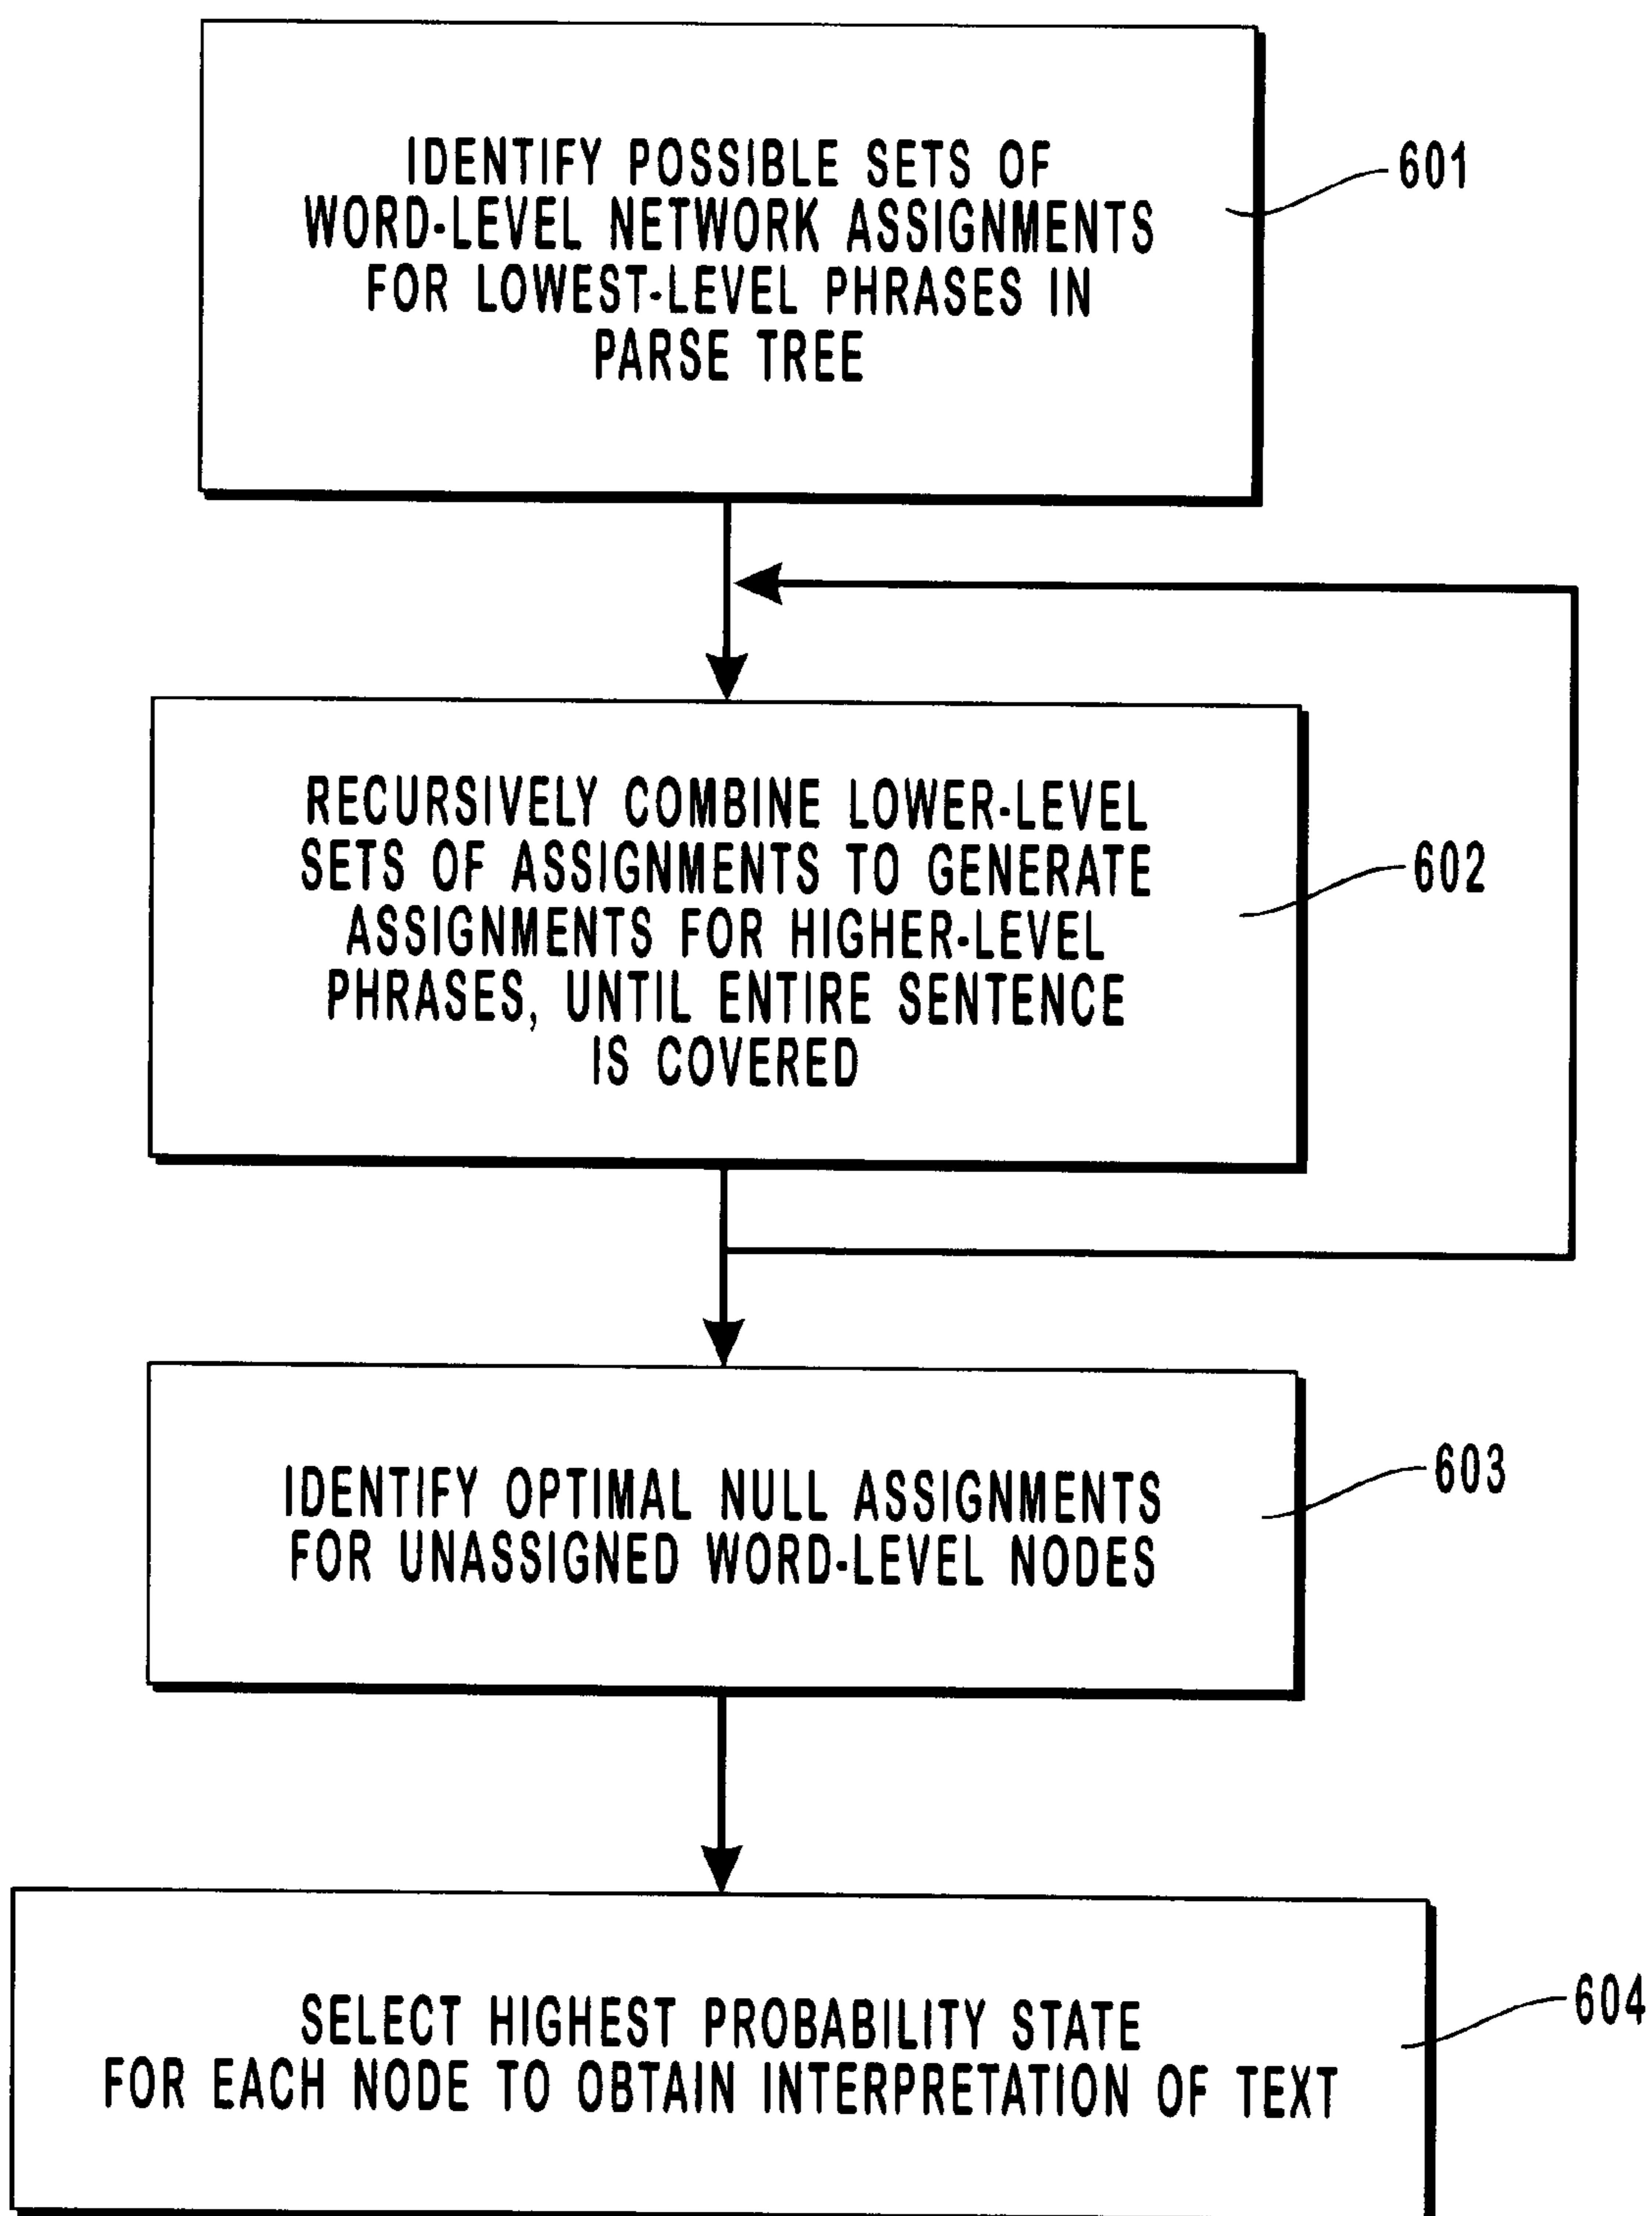 IDENTIFY POSSIBLE SETS OF
WORD-LEVEL NETWORK ASSIGNMENTS
FOR LOWEST-LEVEL PHRASES IN
PARSE TREE
601
RECURSIVELY COMBINE LOWER-LEVEL
SETS OF ASSIGNMENTS TO GENERATE
ASSIGNMENTS FOR HIGHER-LEVEL
PHRASES, UNTIL ENTIRE SENTENCE
IS COVERED
602
IDENTIFY OPTIMAL NULL ASSIGNMENTS
FOR UNASSIGNED WORD-LEVEL NODES
603
SELECT HIGHEST PROBABILITY STATE
FOR EACH NODE TO OBTAIN INTERPRETATION OF TEXT
604